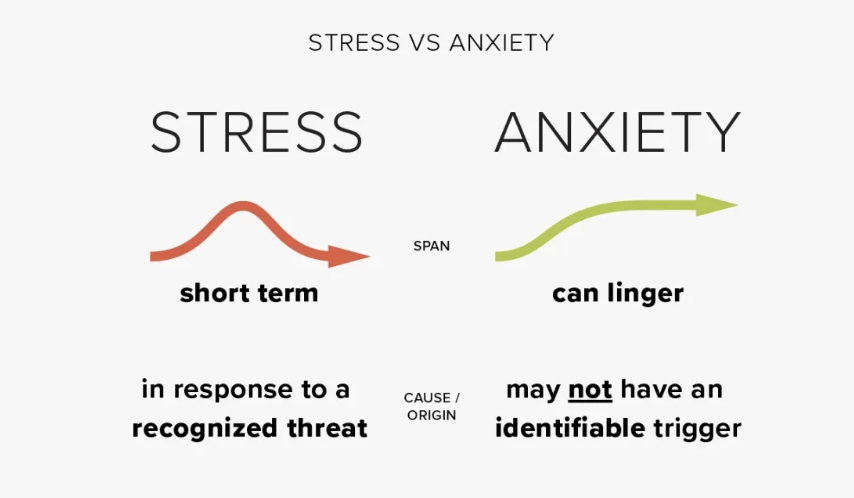 STRESS VS ANXIETY
STRESS
ANXIETY
SPAN
short term
can linger
in response to a
recognized threat
CAUSE /
ORIGIN
may not have an
identifiable trigger